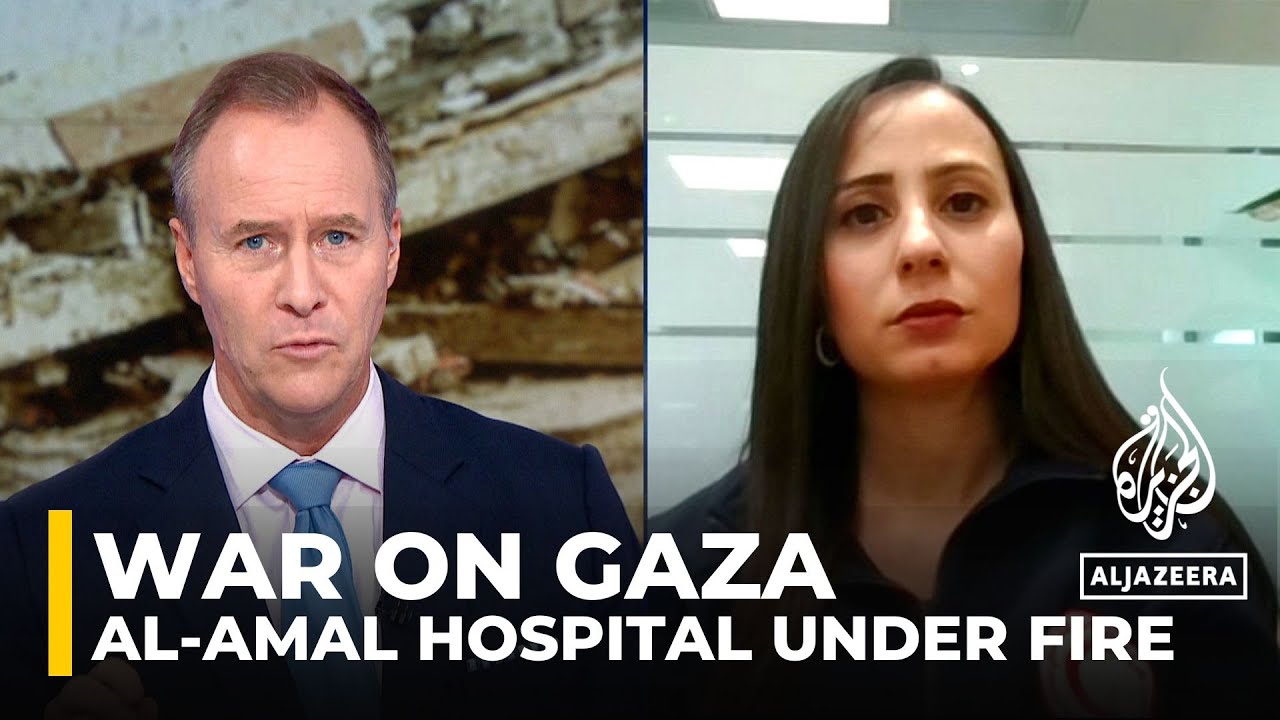 WAR ON GAZA
AL-AMAL HOSPITAL UNDER FIRE
الجزيرة
ALJAZEERA